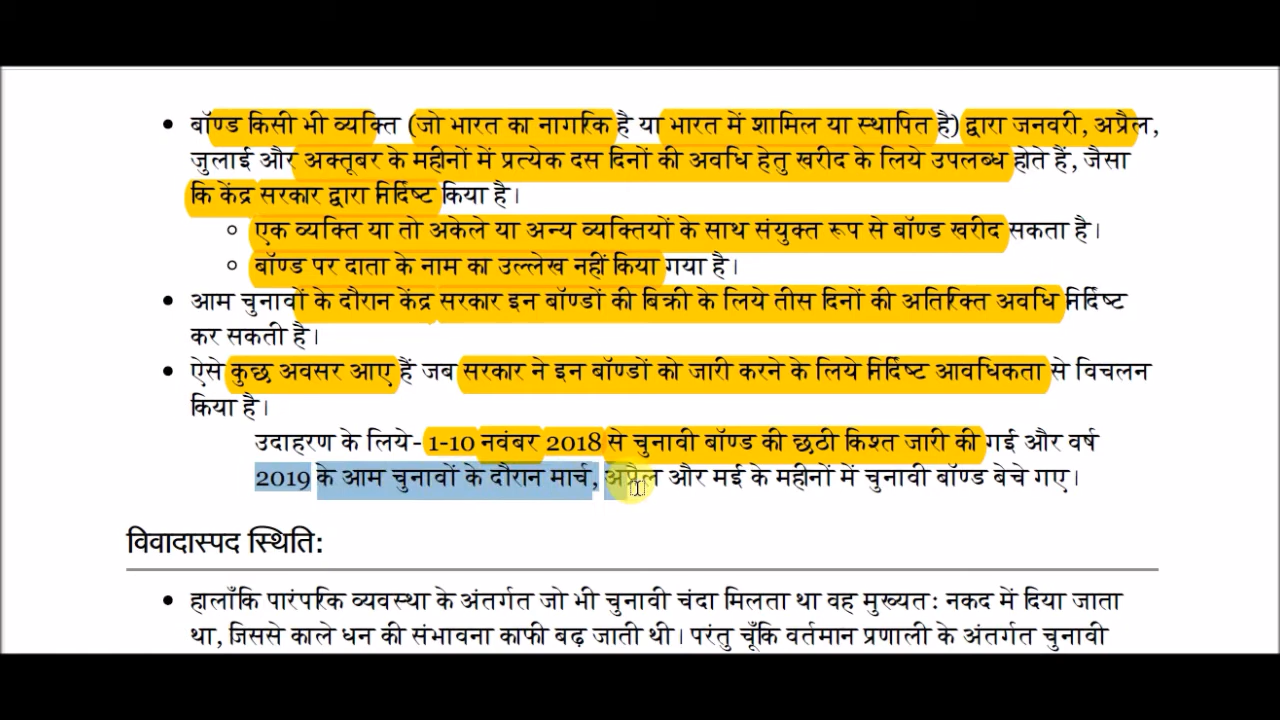 बॉण्ड किसी भी व्यक्ति (जो भारत का नागरिक है या भारत में शामिल या स्थापित है) द्वारा जनवरी, अप्रैल,
जुलाई और अक्तूबर के महीनों में प्रत्येक दस दिनों की अवधि हेतु खरीद के लिये उपलब्ध होते हैं, जैसा
कि केंद्र सरकार द्वारा निर्दिष्ट किया है।
एक व्यक्ति या तो अकेले या अन्य व्यक्तियों के साथ संयुक्त रूप से बॉण्ड खरीद सकता है।
बॉण्ड पर दाता के नाम का उल्लेख नहीं किया गया है।
आम चुनावों के दौरान केंद्र सरकार इन बॉण्डों की बिक्री के लिये तीस दिनों की अतिरिक्त अवधि निर्दिष्ट
कर सकती है।
ऐसे कुछ अवसर आए हैं जब सरकार ने इन बॉण्डों को जारी करने के लिये निर्दिष्ट आवधिकता से विचलन
किया है।
उदाहरण के लिये- 1-10 नवंबर 2018 से चुनावी बॉण्ड की छठी किश्त जारी की गई और वर्ष
2019 के आम चुनावों के दौरान मार्च, अप्रैल और मई के महीनों में चुनावी बॉण्ड बेचे गए।
विवादास्पद स्थिति:
हालाँकि पारंपरिक व्यवस्था के अंतर्गत जो भी चुनावी चंदा मिलता था वह मुख्यत: नकद में दिया जाता
था, जिससे काले धन की संभावना काफी बढ़ जाती थी। परंतु चूँकि वर्तमान प्रणाली के अंतर्गत चुनावी